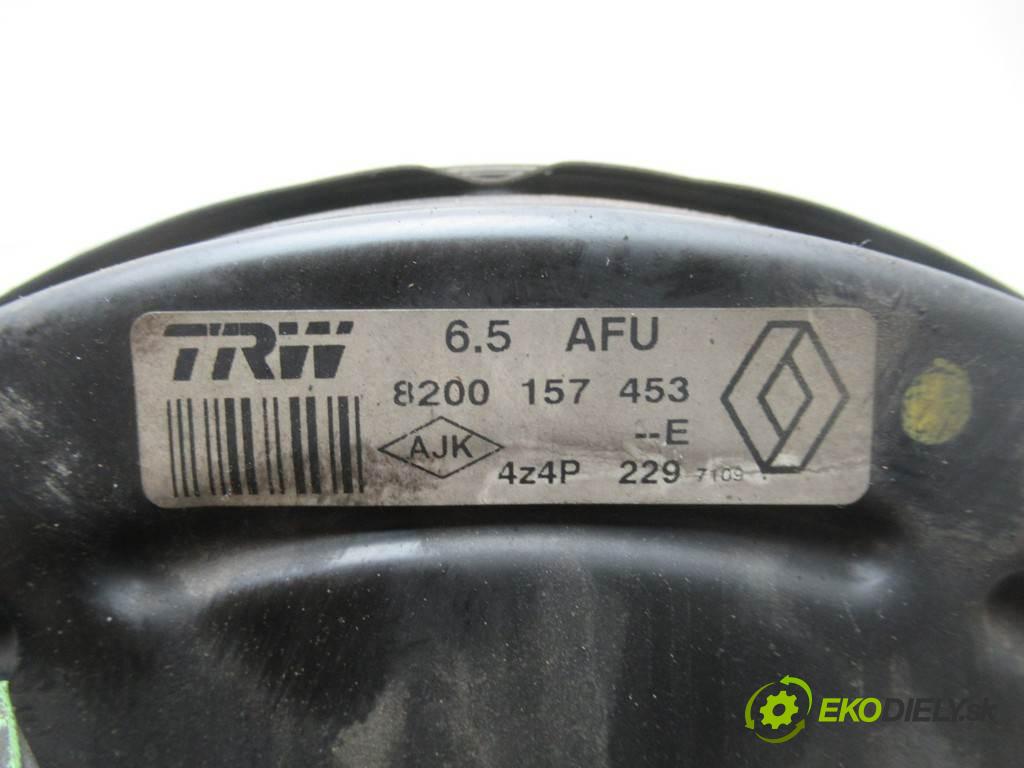 TRW 6.5 AFU
8200 157 453
--E
AJK
4z4P 229 7109
EKODIELY.sk